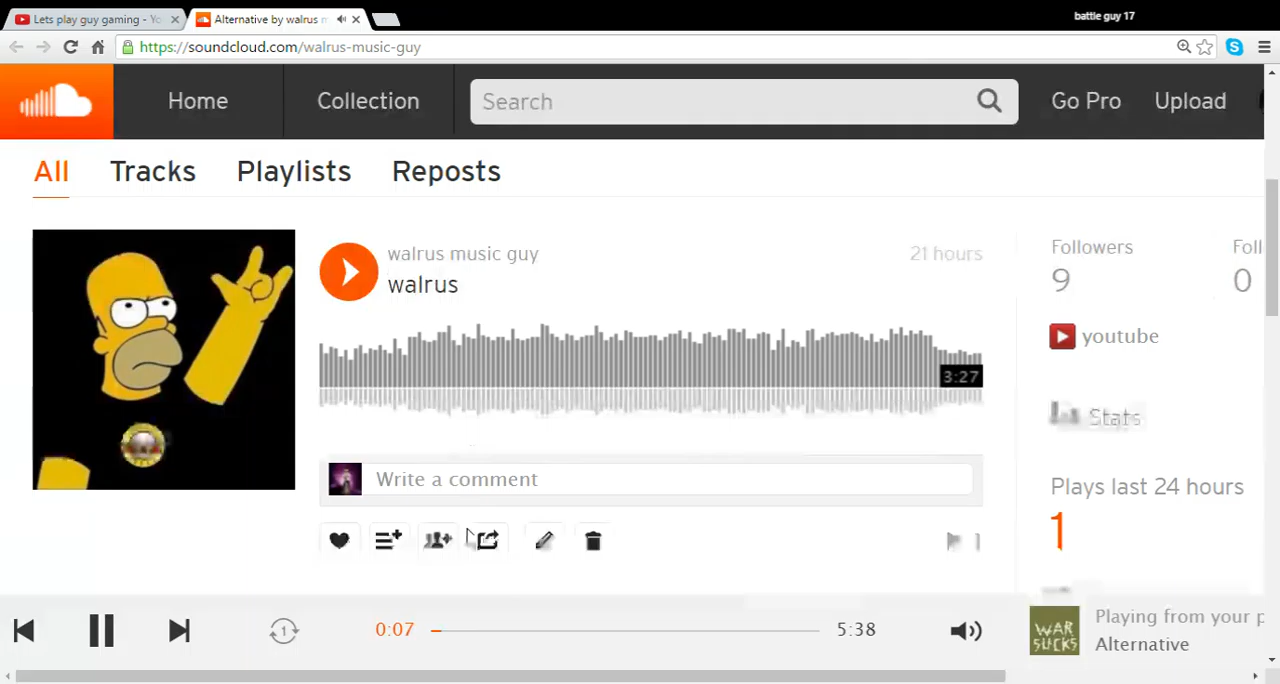 battle guy 17
Lets play guy gaming - Yo
Alternative by walrus m
https://soundcloud.com/walrus-music-guy
Home Collection Search Go Pro Upload
All Tracks Playlists Reposts
walrus music guy 21 hours
walrus
3:27
Followers Foll
9 0
youtube
Stats
Write a comment
Plays last 24 hours
1
1
0:07 5:38
1
WAR
SUCKS
Playing from your p
Alternative